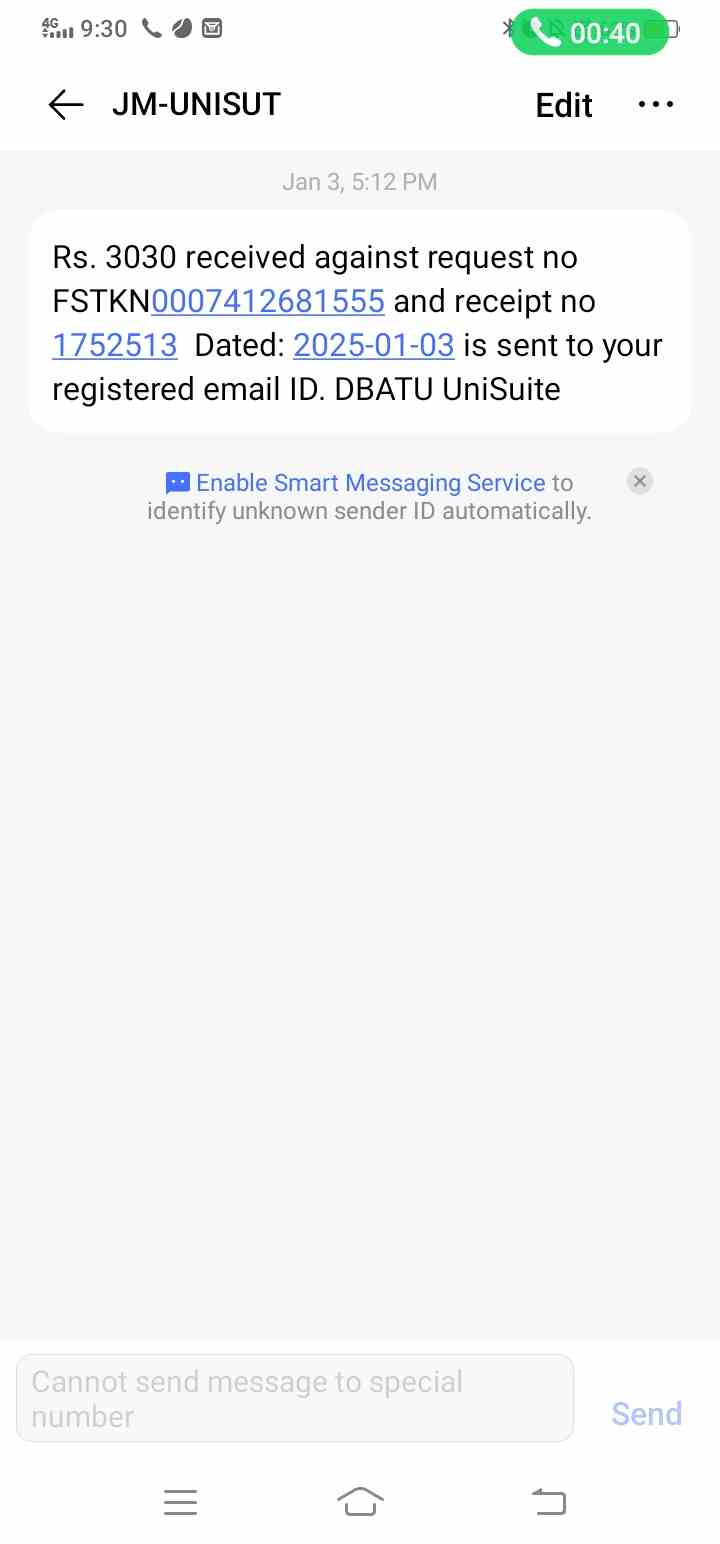 4G 9:30 00:40
JM-UNISUT Edit
Jan 3, 5:12 PM
Rs. 3030 received against request no
FSTKN0007412681555 and receipt no
1752513 Dated: 2025-01-03 is sent to your
registered email ID. DBATU UniSuite
Enable Smart Messaging Service to
identify unknown sender ID automatically.
Cannot send message to special
number
Send